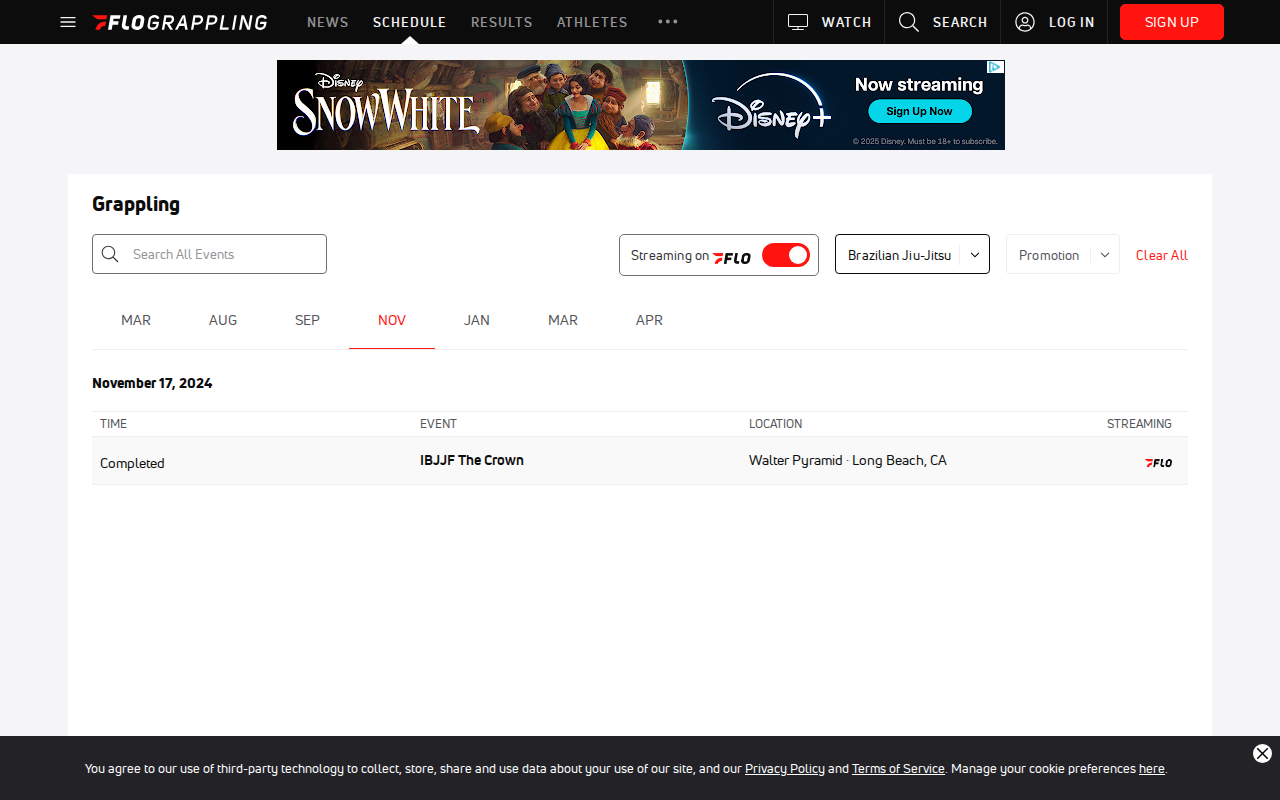 FLOGRAPPLING NEWS SCHEDULE RESULTS ATHLETES WATCH SEARCH LOG IN SIGN UP
DISNEY
SNOW WHITE
Disney+
Now streaming
Sign Up Now
© 2025 Disney. Must be 18+ to subscribe.
Grappling
Search All Events
Streaming on FLO
Brazilian Jiu-Jitsu
Promotion
Clear All
MAR AUG SEP NOV JAN MAR APR
November 17, 2024
TIME EVENT LOCATION STREAMING
Completed IBJJF The Crown Walter Pyramid · Long Beach, CA FLO
You agree to our use of third-party technology to collect, store, share and use data about your use of our site, and our Privacy Policy and Terms of Service. Manage your cookie preferences here.